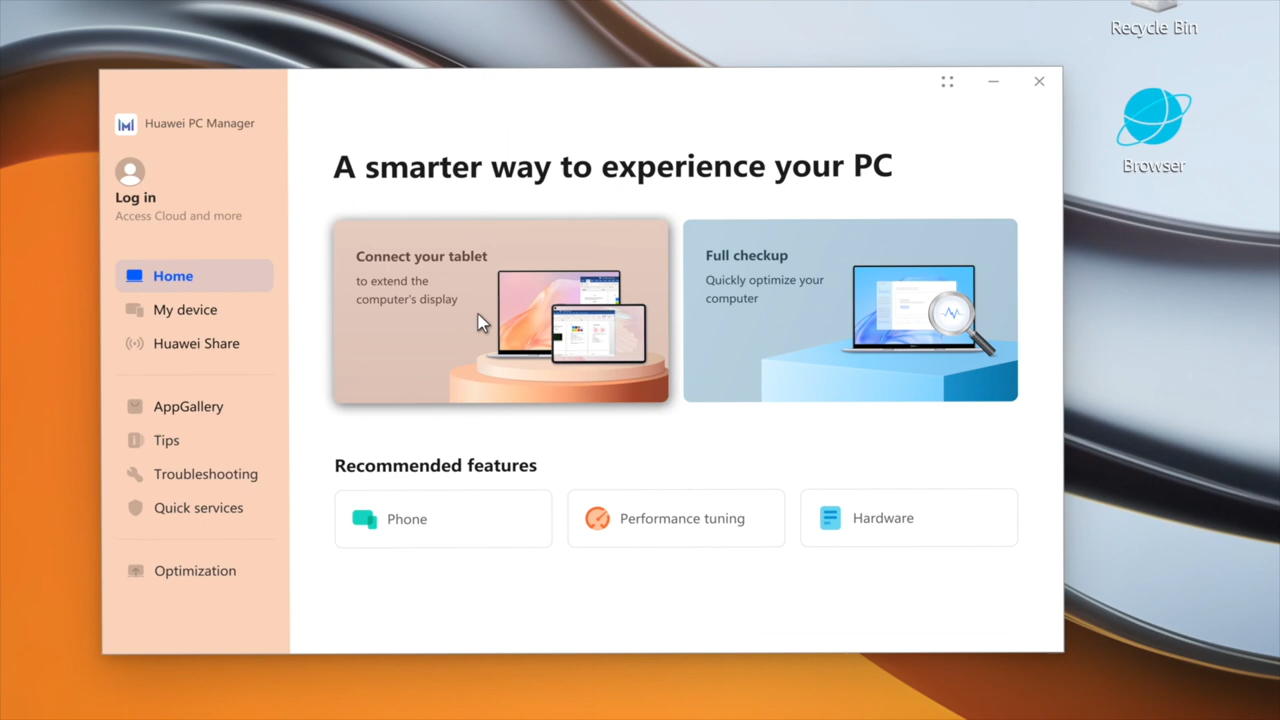 Recycle Bin
Browser
Huawei PC Manager
Log in
Access Cloud and more
Home
My device
Huawei Share
AppGallery
Tips
Troubleshooting
Quick services
Optimization
A smarter way to experience your PC
Connect your tablet
to extend the
computer's display
Full checkup
Quickly optimize your
computer
Recommended features
Phone
Performance tuning
Hardware